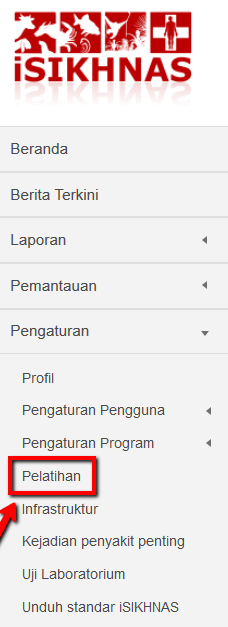 iSIKHNAS
Beranda
Berita Terkini
Laporan
Pemantauan
Pengaturan
Profil
Pengaturan Pengguna
Pengaturan Program
Pelatihan
Infrastruktur
Kejadian penyakit penting
Uji Laboratorium
Unduh standar iSIKHNAS